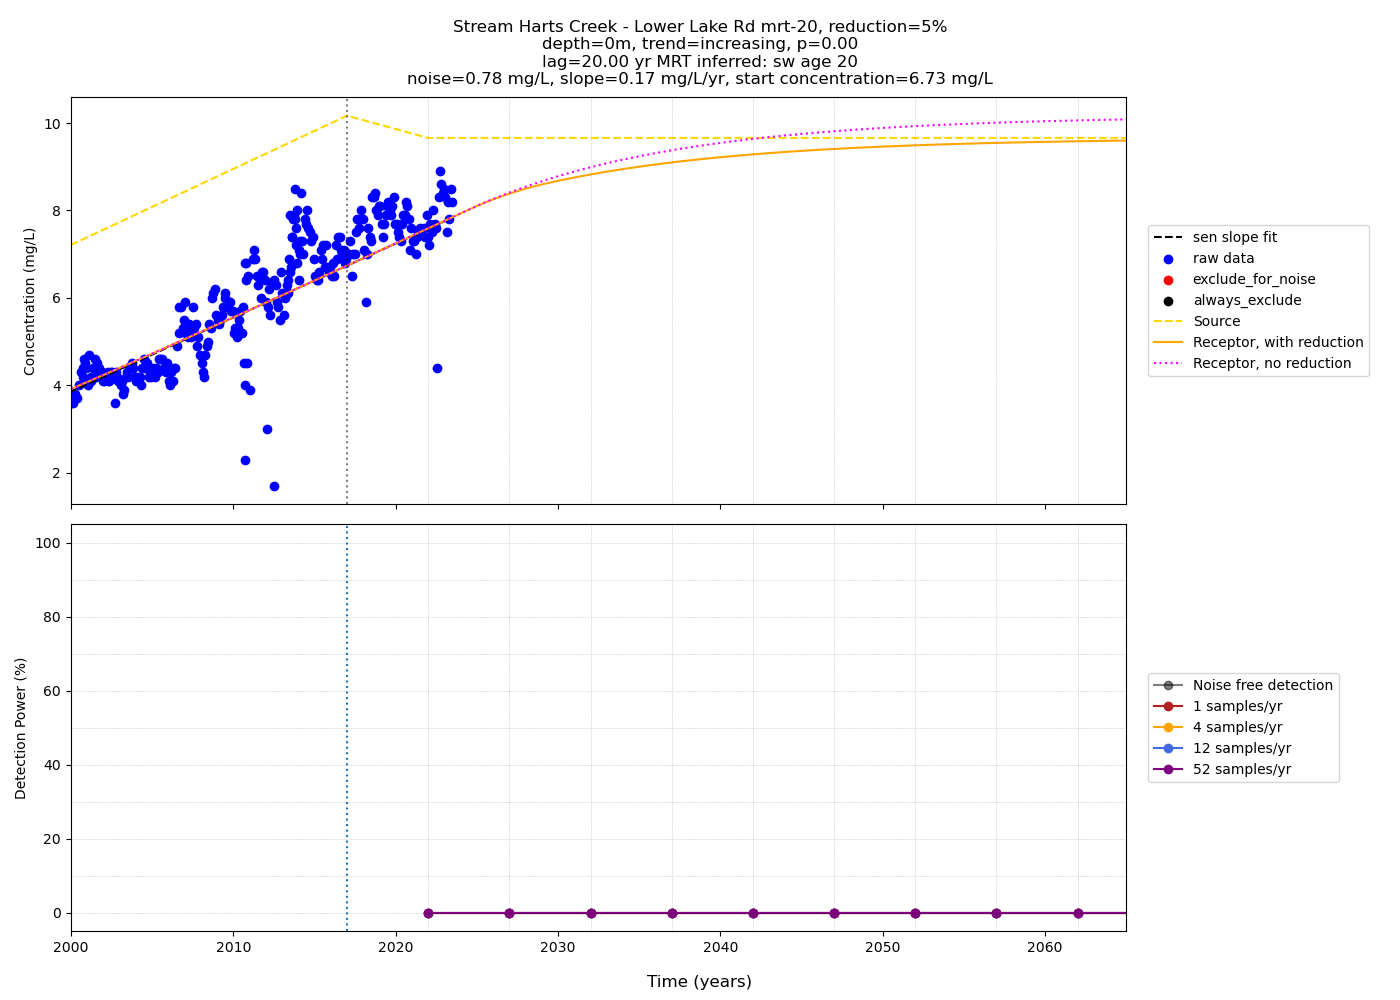 Stream Harts Creek - Lower Lake Rd mrt-20, reduction=5%
depth=0m, trend=increasing, p=0.00
lag=20.00 yr MRT inferred: sw age 20
noise=0.78 mg/L, slope=0.17 mg/L/yr, start concentration=6.73 mg/L
Concentration (mg/L)
10
8
6
4
2
sen slope fit
raw data
exclude_for_noise
always_exclude
Source
Receptor, with reduction
Receptor, no reduction
Detection Power (%)
100
80
60
40
20
0
Noise free detection
1 samples/yr
4 samples/yr
12 samples/yr
52 samples/yr
2000 2010 2020 2030 2040 2050 2060
Time (years)